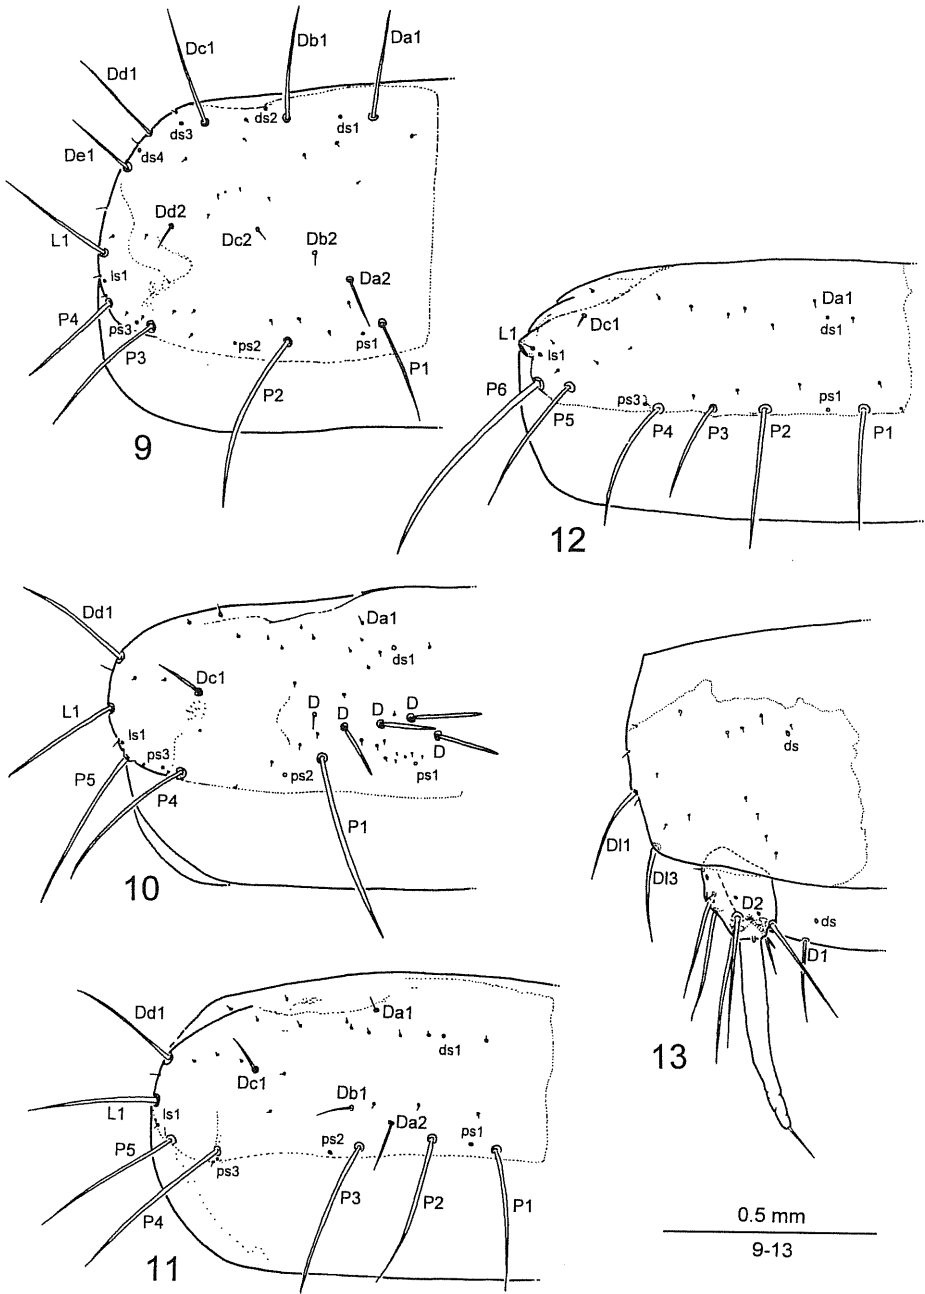 Dc1
Db1
Da1
Dd1
ds3
ds2
ds1
De1
ds4
Dd2
L1
Dc2
Db2
ls1
Da2
P4
ps3
P3
ps2
ps1
P2
P1
9
Da1
L1
Dc1
ds1
ls1
P6
P5
ps3
P4
P3
P2
ps1
P1
12
Dd1
Da1
ds1
Dc1
L1
D
D
D
D
D
ls1
ps3
P5
P4
ps2
ps1
P1
10
ds
Dl1
Dl3
D2
ds
D1
13
Dd1
Da1
ds1
Dc1
L1
ls1
Db1
Da2
P5
ps2
ps1
ps3
P4
P3
P2
P1
11
0.5 mm
9-13